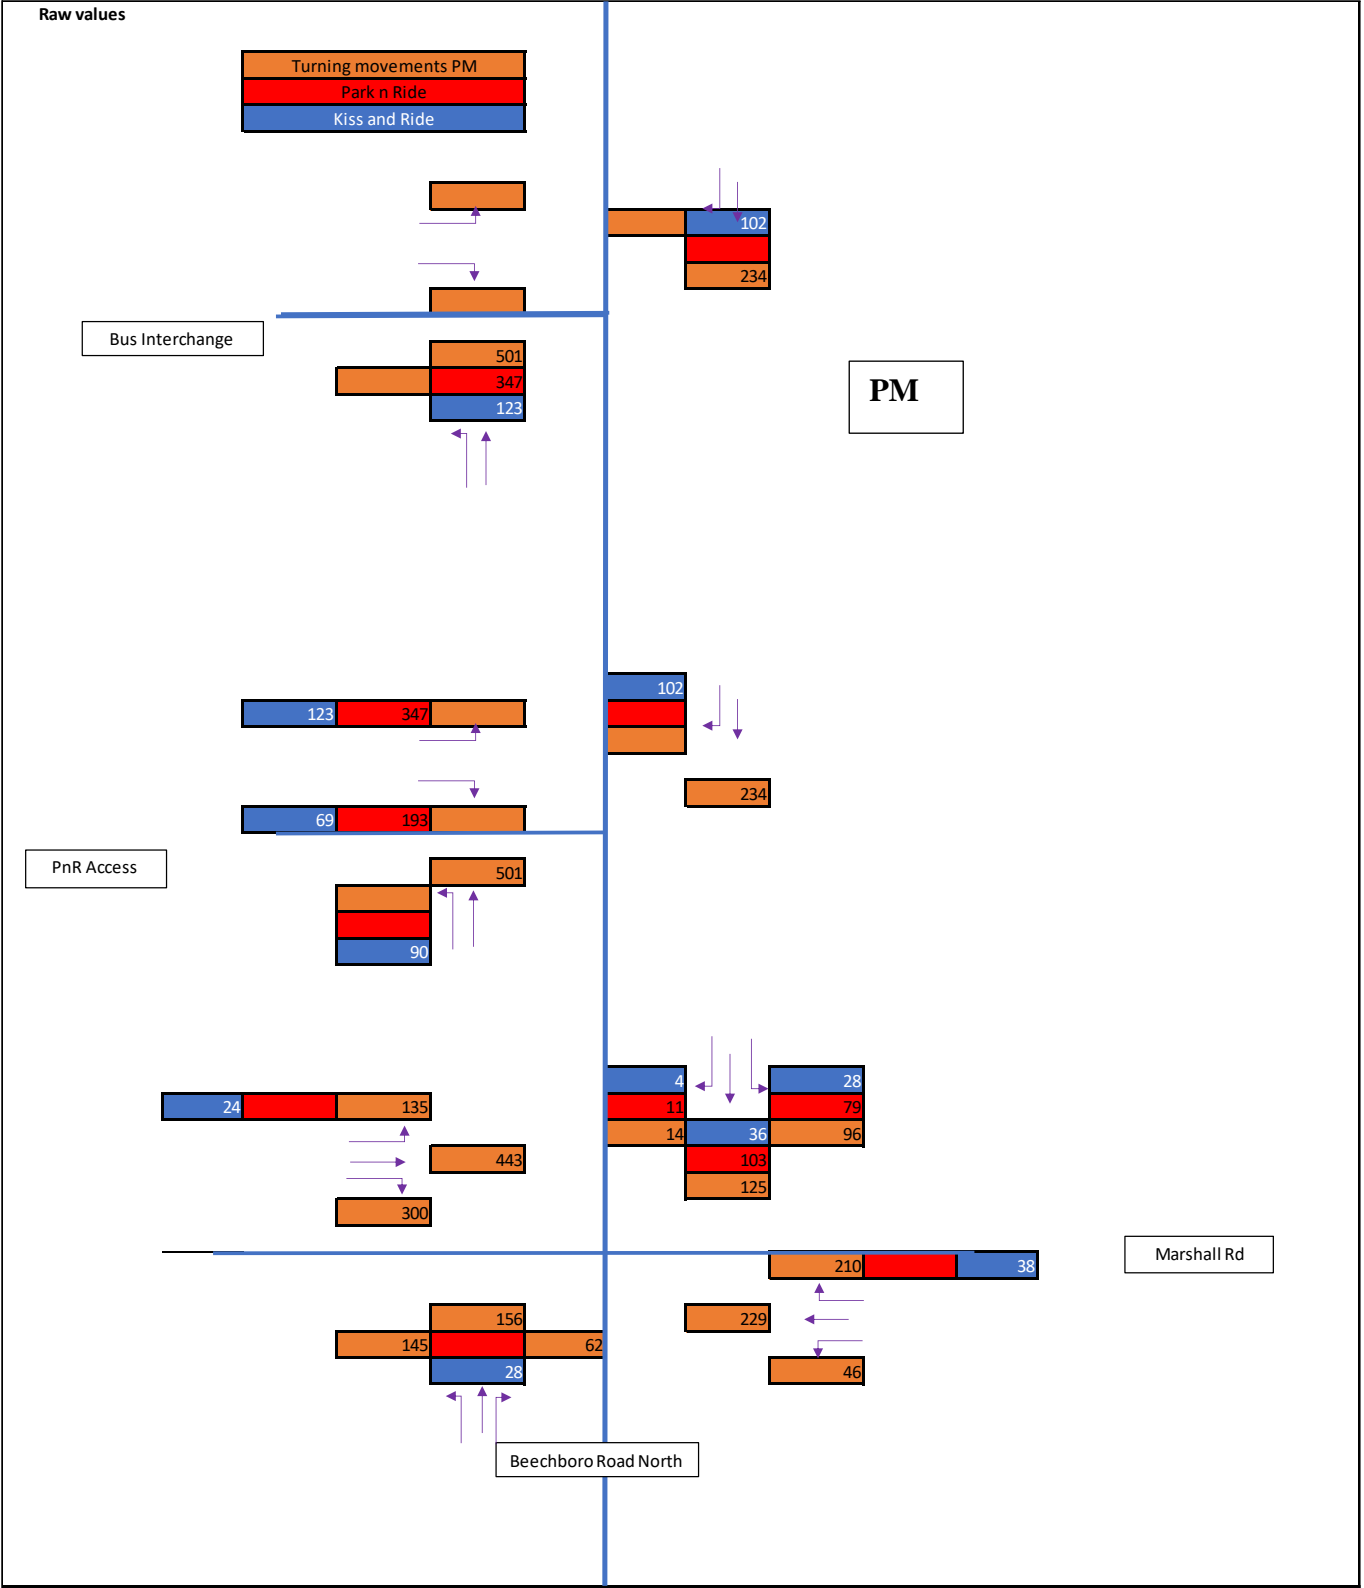 Raw values
Turning movements PM
Park n Ride
Kiss and Ride
102
234
Bus Interchange
501
347
123
PM
102
123 347
234
69 193
PnR Access
501
90
4 28
24 135 11 79
14 36 96
443 103
125
300
Marshall Rd
210 38
156 229
145 62
28 46
Beechboro Road North